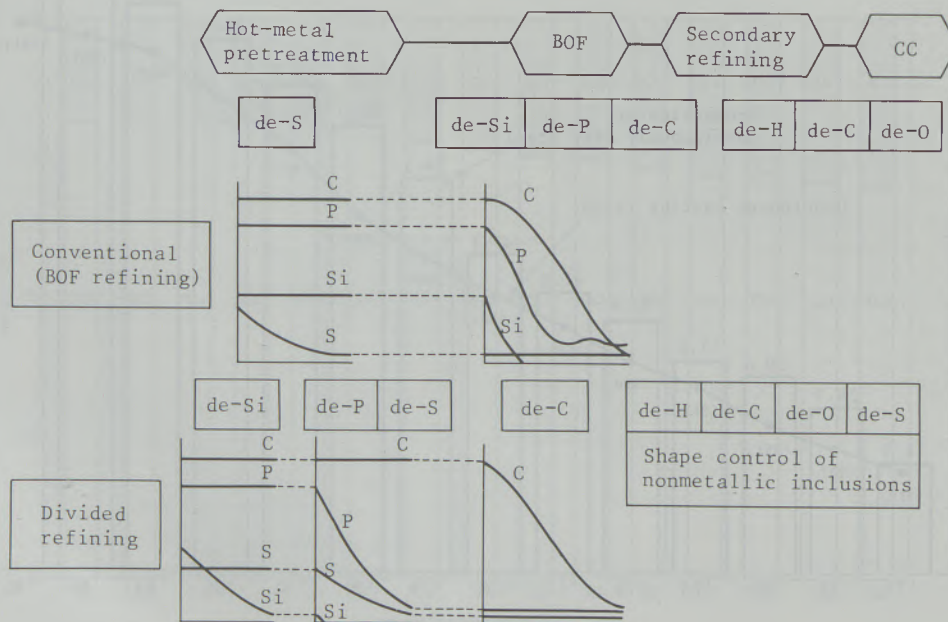 Hot-metal
pretreatment
BOF
Secondary
refining
CC
de-S
de-Si de-P de-C
de-H de-C de-O
Conventional
(BOF refining)
C
P
Si
S
C
P
Si
de-Si
de-P de-S
de-C
de-H de-C de-O de-S
Shape control of
nonmetallic inclusions
Divided
refining
C
P
S
Si
C
P
S
Si
C